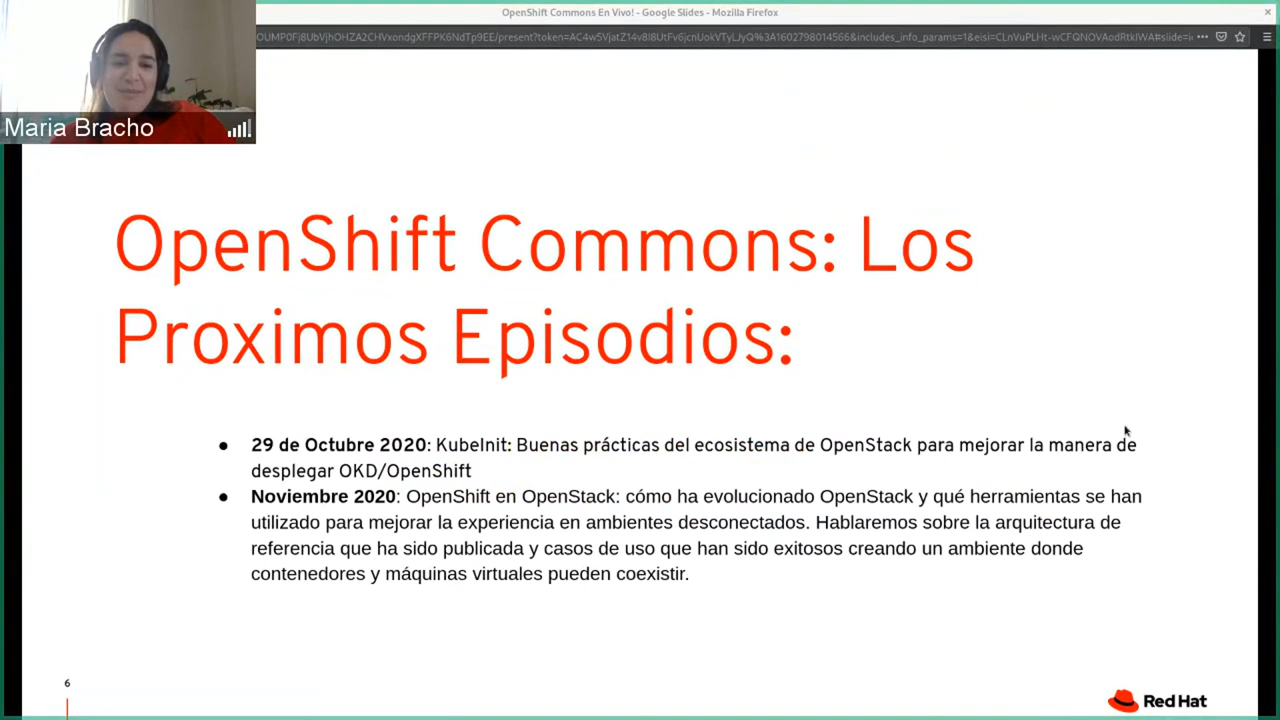 OpenShift Commons En Vivo! - Google Slides - Mozilla Firefox
Maria Bracho
OpenShift Commons: Los
Proximos Episodios:
● 29 de Octubre 2020: KubeInit: Buenas prácticas del ecosistema de OpenStack para mejorar la manera de
desplegar OKD/OpenShift
● Noviembre 2020: OpenShift en OpenStack: cómo ha evolucionado OpenStack y qué herramientas se han
utilizado para mejorar la experiencia en ambientes desconectados. Hablaremos sobre la arquitectura de
referencia que ha sido publicada y casos de uso que han sido exitosos creando un ambiente donde
contenedores y máquinas virtuales pueden coexistir.
6
Red Hat